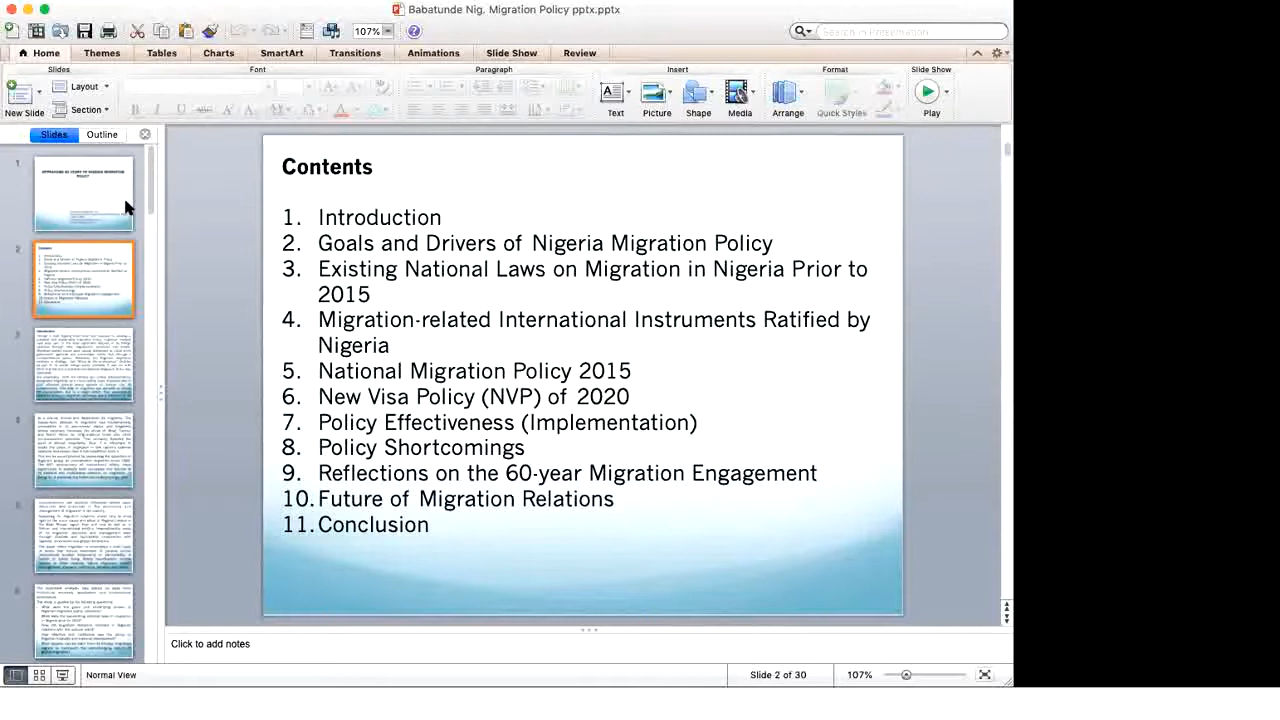 Babatunde Nig. Migration Policy pptx.pptx
107%
Search in Presentation
Home Themes Tables Charts SmartArt Transitions Animations Slide Show Review
Slides Font Paragraph Insert Format Slide Show
New Slide Layout Section Text Picture Shape Media Arrange Quick Styles Play
Slides Outline
1
2
3
4
5
6
Contents
1. Introduction
2. Goals and Drivers of Nigeria Migration Policy
3. Existing National Laws on Migration in Nigeria Prior to
2015
4. Migration-related International Instruments Ratified by
Nigeria
5. National Migration Policy 2015
6. New Visa Policy (NVP) of 2020
7. Policy Effectiveness (Implementation)
8. Policy Shortcomings
9. Reflections on the 60-year Migration Engagement
10. Future of Migration Relations
11. Conclusion
Click to add notes
Normal View Slide 2 of 30 107%